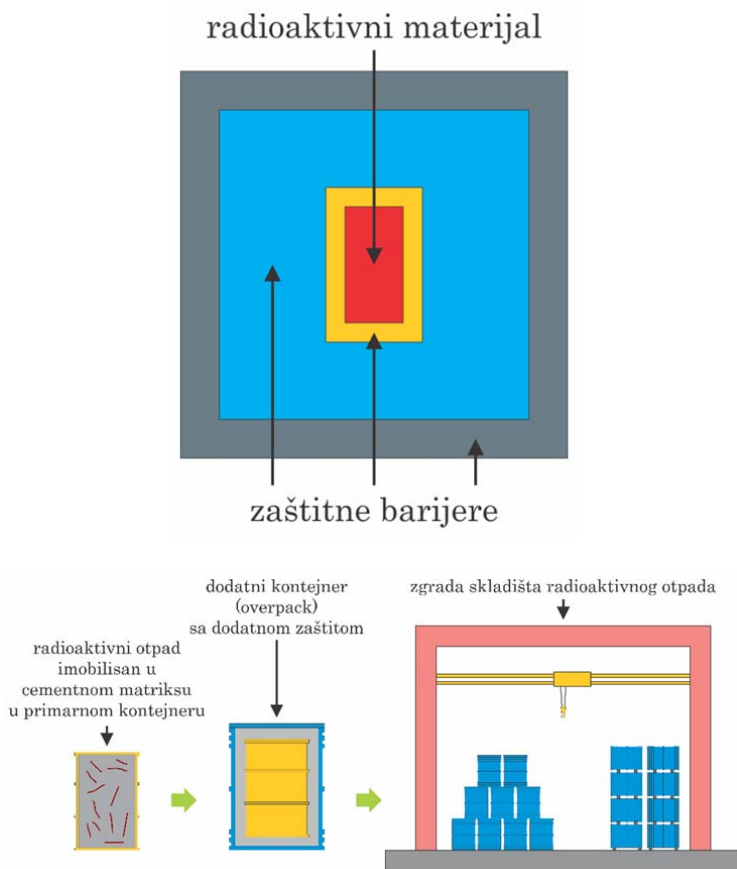 radioaktivni materijal
zaštitne barijere
radioaktivni otpad
imobilisan u
cementnom matriksu
u primarnom kontejneru
dodatni kontejner
(overpack)
sa dodatnom zaštitom
zgrada skladišta radioaktivnog otpada